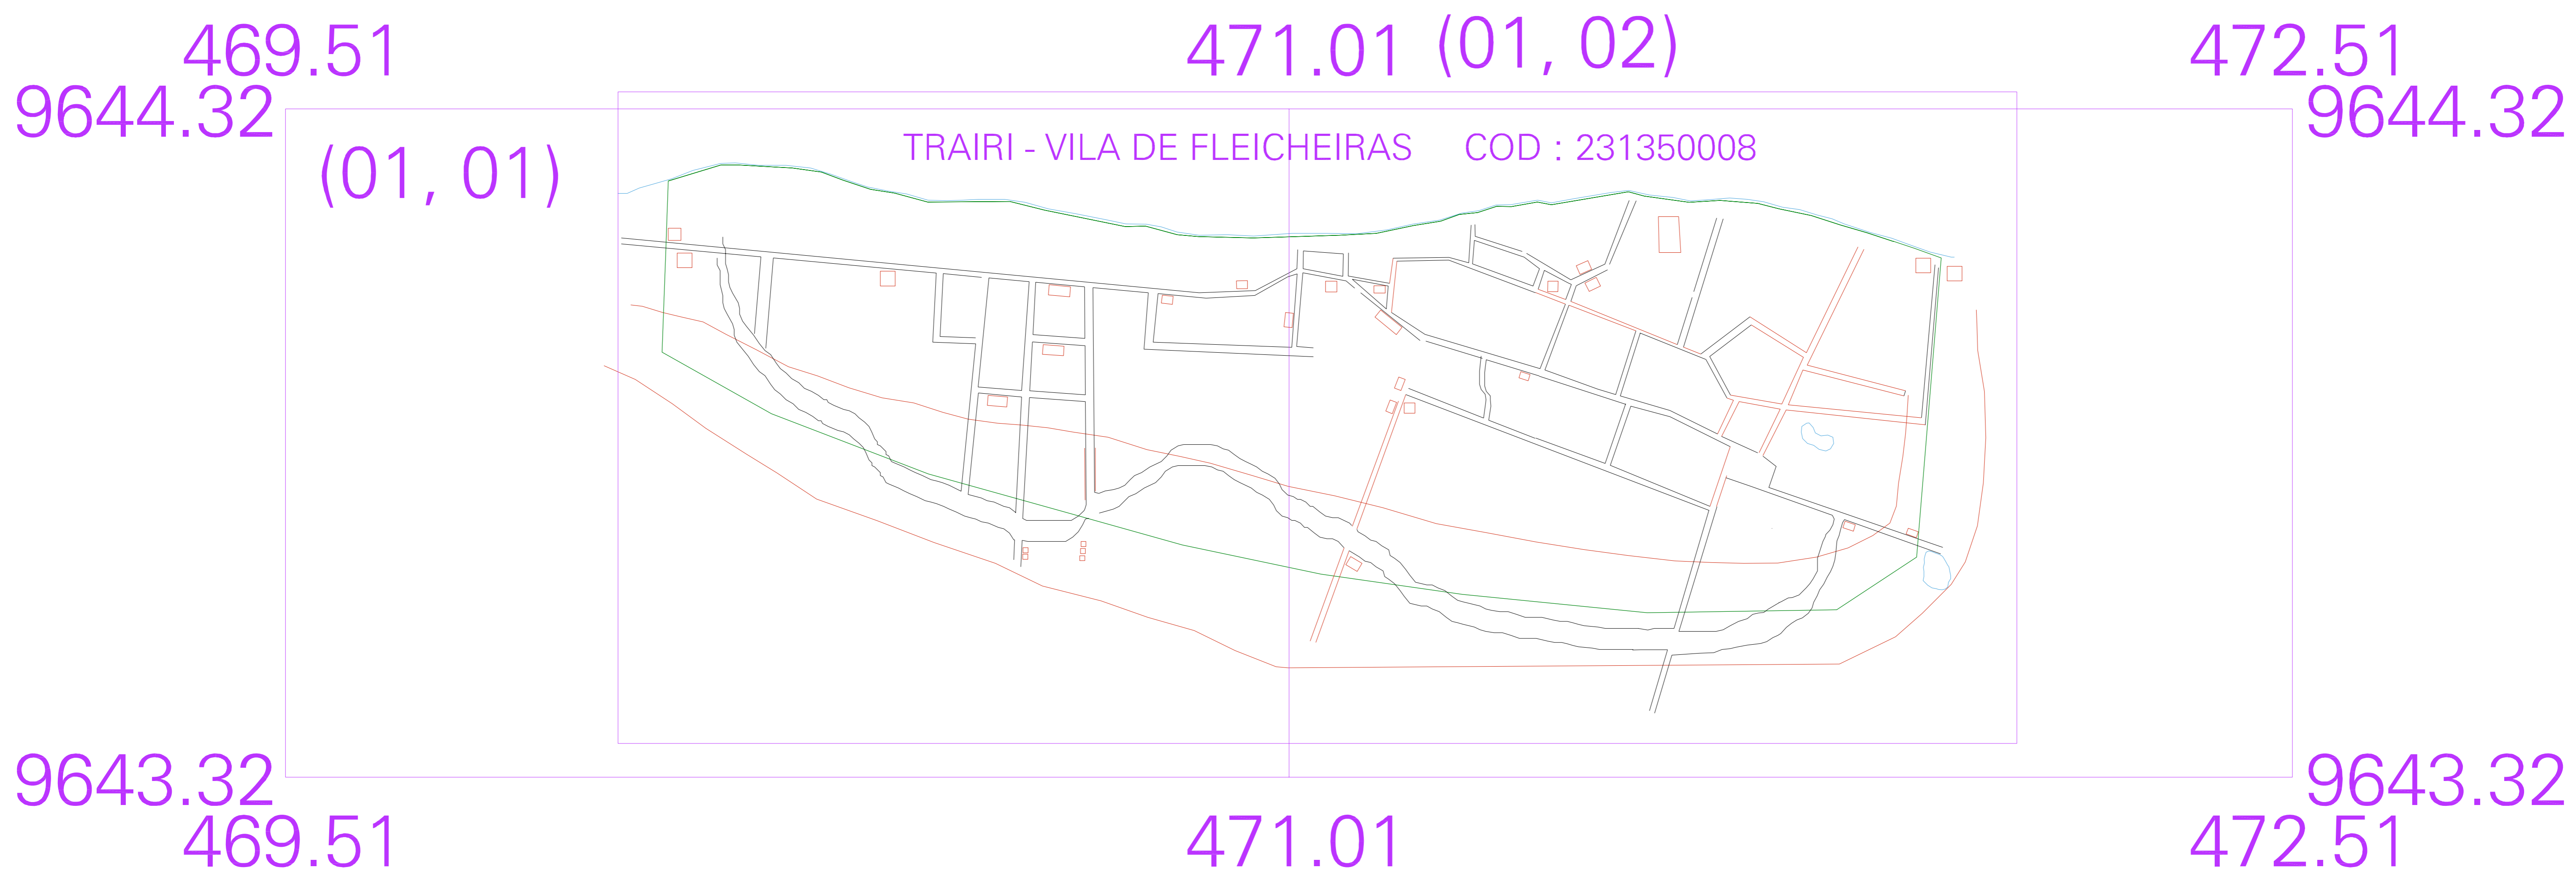 469.51 471.01 (01, 02) 472.51
9644.32 9644.32
TRAIRI - VILA DE FLEICHEIRAS COD : 231350008
(01, 01)
9643.32 9643.32
469.51 471.01 472.51